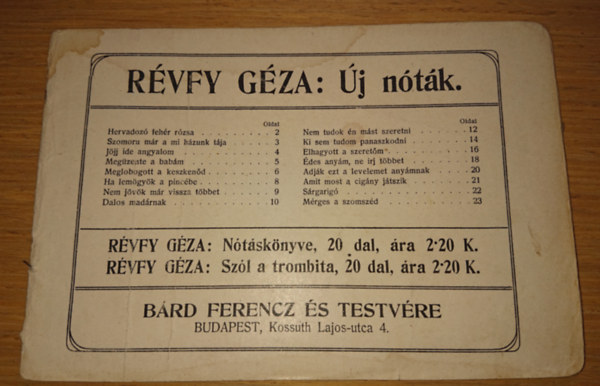 RÉVFY GÉZA: Új nóták.
Oldal
Hervadozó fehér rózsa . . . . . . . . 2
Szomoru már a mi házunk tája . . . . 3
Jöjj ide angyalom . . . . . . . . 4
Megüzente a babám . . . . . . . . 5
Meglobogott a keszkenőd . . . . . . 6
Ha lemőgyök a pincébe . . . . . . . 8
Nem jövök már vissza többet . . . . . 9
Dalos madárnak . . . . . . . . . 10
Oldal
Nem tudok én mást szeretni . . . . . 12
Ki sem tudom panaszkodni . . . . . . 14
Elhagyott a szeretőm . . . . . . . 16
Édes anyám, ne irj többet . . . . . . 18
Adják ezt a levelemet anyámnak . . . . 20
Amit most a cigány játszik . . . . . . 21
Sárgarigó . . . . . . . . . . 22
Mérges a szomszéd . . . . . . . . 23
RÉVFY GÉZA: Nótáskönyve, 20 dal, ára 2·20 K.
RÉVFY GÉZA: Szól a trombita, 20 dal, ára 2·20 K.
BÁRD FERENCZ ÉS TESTVÉRE
BUDAPEST, Kossuth Lajos-utca 4.